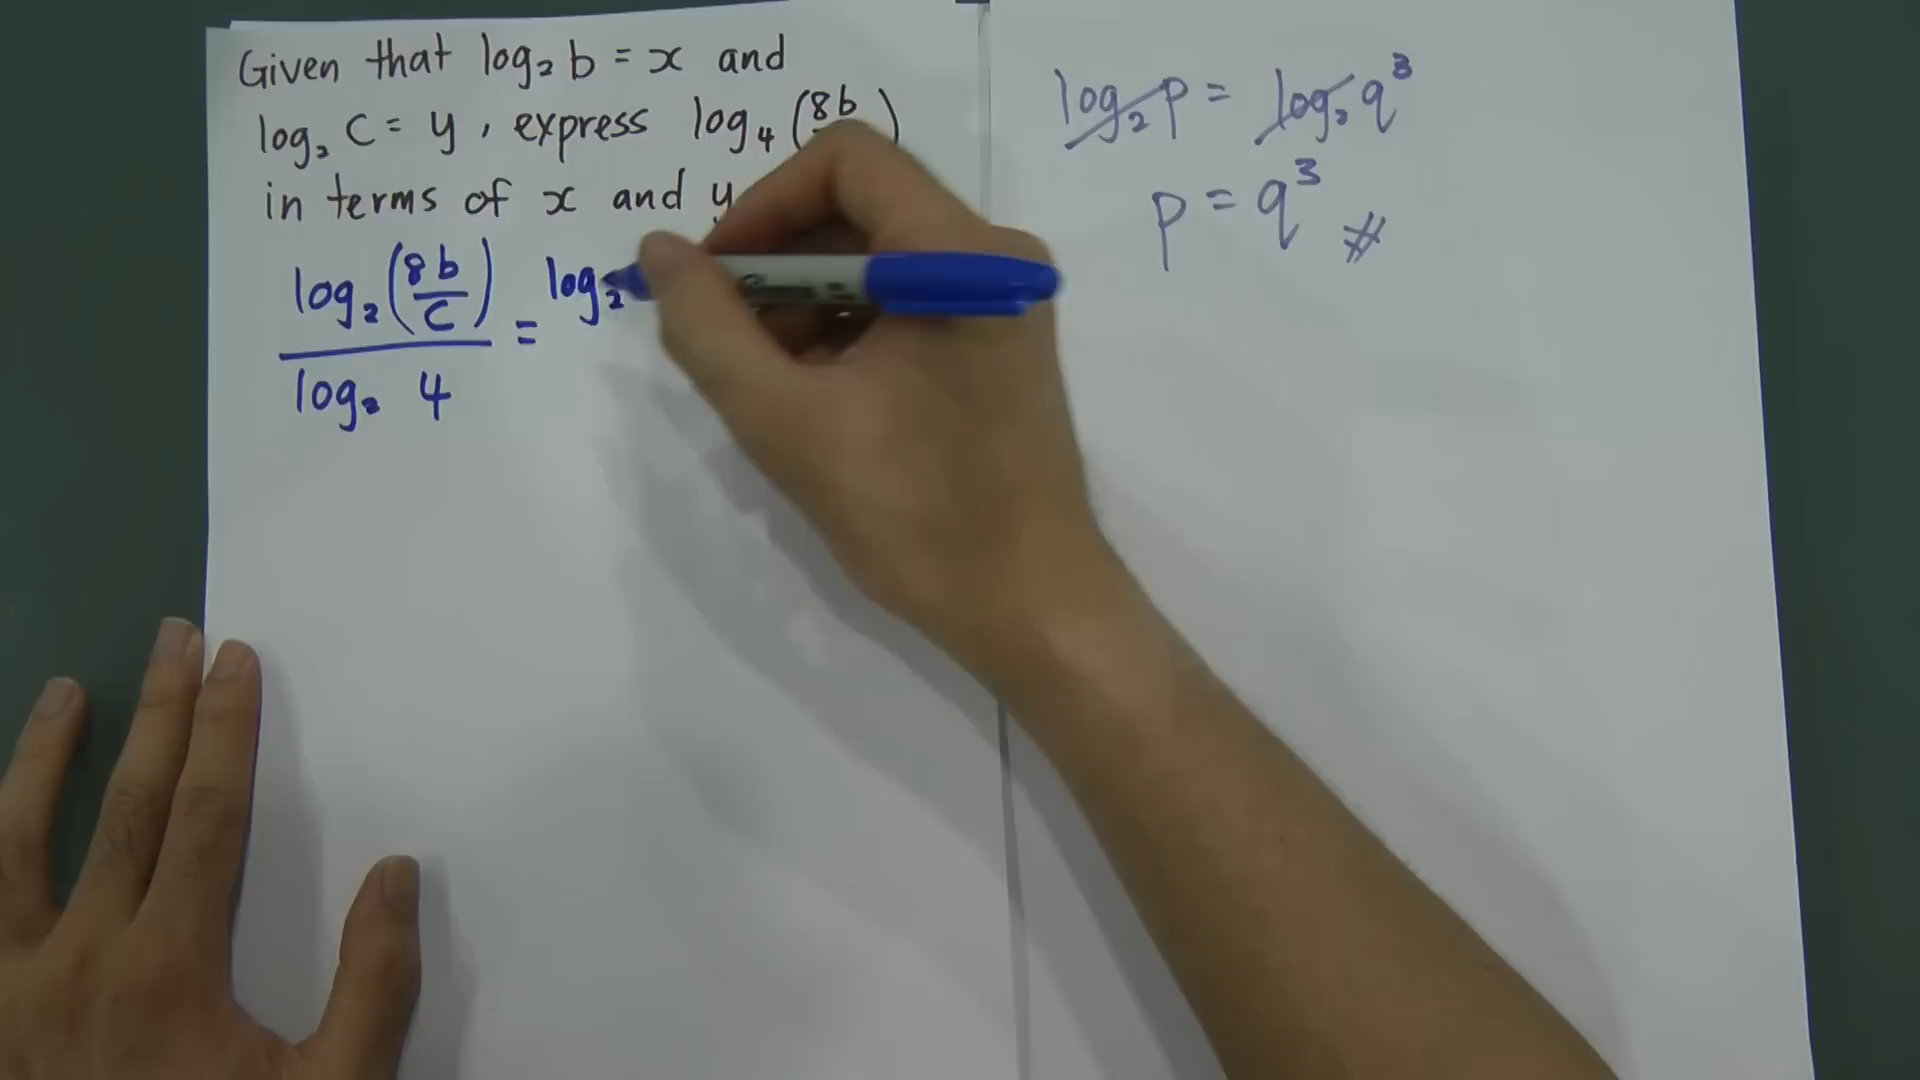 Given that log₂ b = x and
log₂ C = y, express log₄ (8b
in terms of x and y
log₂ (8b/C) / log₂ 4 = log₂
log₂ p = log₂ q³
p = q³ #